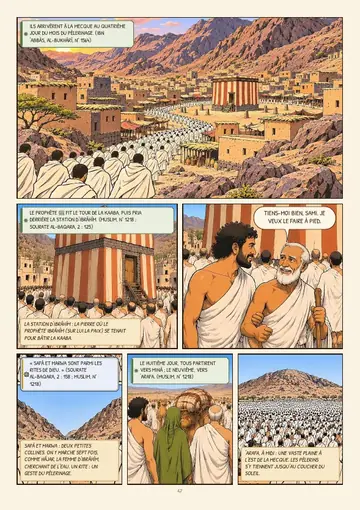 ILS ARRIVÈRENT À LA MECQUE AU QUATRIÈME
JOUR DU MOIS DU PÈLERINAGE. (IBN
ʿABBÂS, AL-BUKHÂRÎ, N° 1564)
LE PROPHÈTE ﷺ FIT LE TOUR DE LA KAABA, PUIS PRIA
DERRIÈRE LA STATION D'IBRÂHÎM. (MUSLIM, N° 1218 ;
SOURATE AL-BAQARA, 2 : 125)
LA STATION D'IBRÂHÎM : LA PIERRE OÙ LE
PROPHÈTE IBRÂHÎM (SUR LUI LA PAIX) SE TENAIT
POUR BÂTIR LA KAABA.
TIENS-MOI BIEN, SAMI. JE
VEUX LE FAIRE À PIED.
« SAFÂ ET MARWA SONT PARMI LES
RITES DE DIEU. » (SOURATE
AL-BAQARA, 2 : 158 ; MUSLIM, N°
1218)
SAFÂ ET MARWA : DEUX PETITES
COLLINES. ON Y MARCHE SEPT FOIS,
COMME HÂJAR, LA FEMME D'IBRÂHÎM,
CHERCHANT DE L'EAU. UN RITE : UN
GESTE DU PÈLERINAGE.
LE HUITIÈME JOUR, TOUS PARTIRENT
VERS MINÂ ; LE NEUVIÈME, VERS
ʿARAFA. (MUSLIM, N° 1218)
ʿARAFA, À MIDI : UNE VASTE PLAINE À
L'EST DE LA MECQUE. LES PÈLERINS
S'Y TIENNENT JUSQU'AU COUCHER DU
SOLEIL.